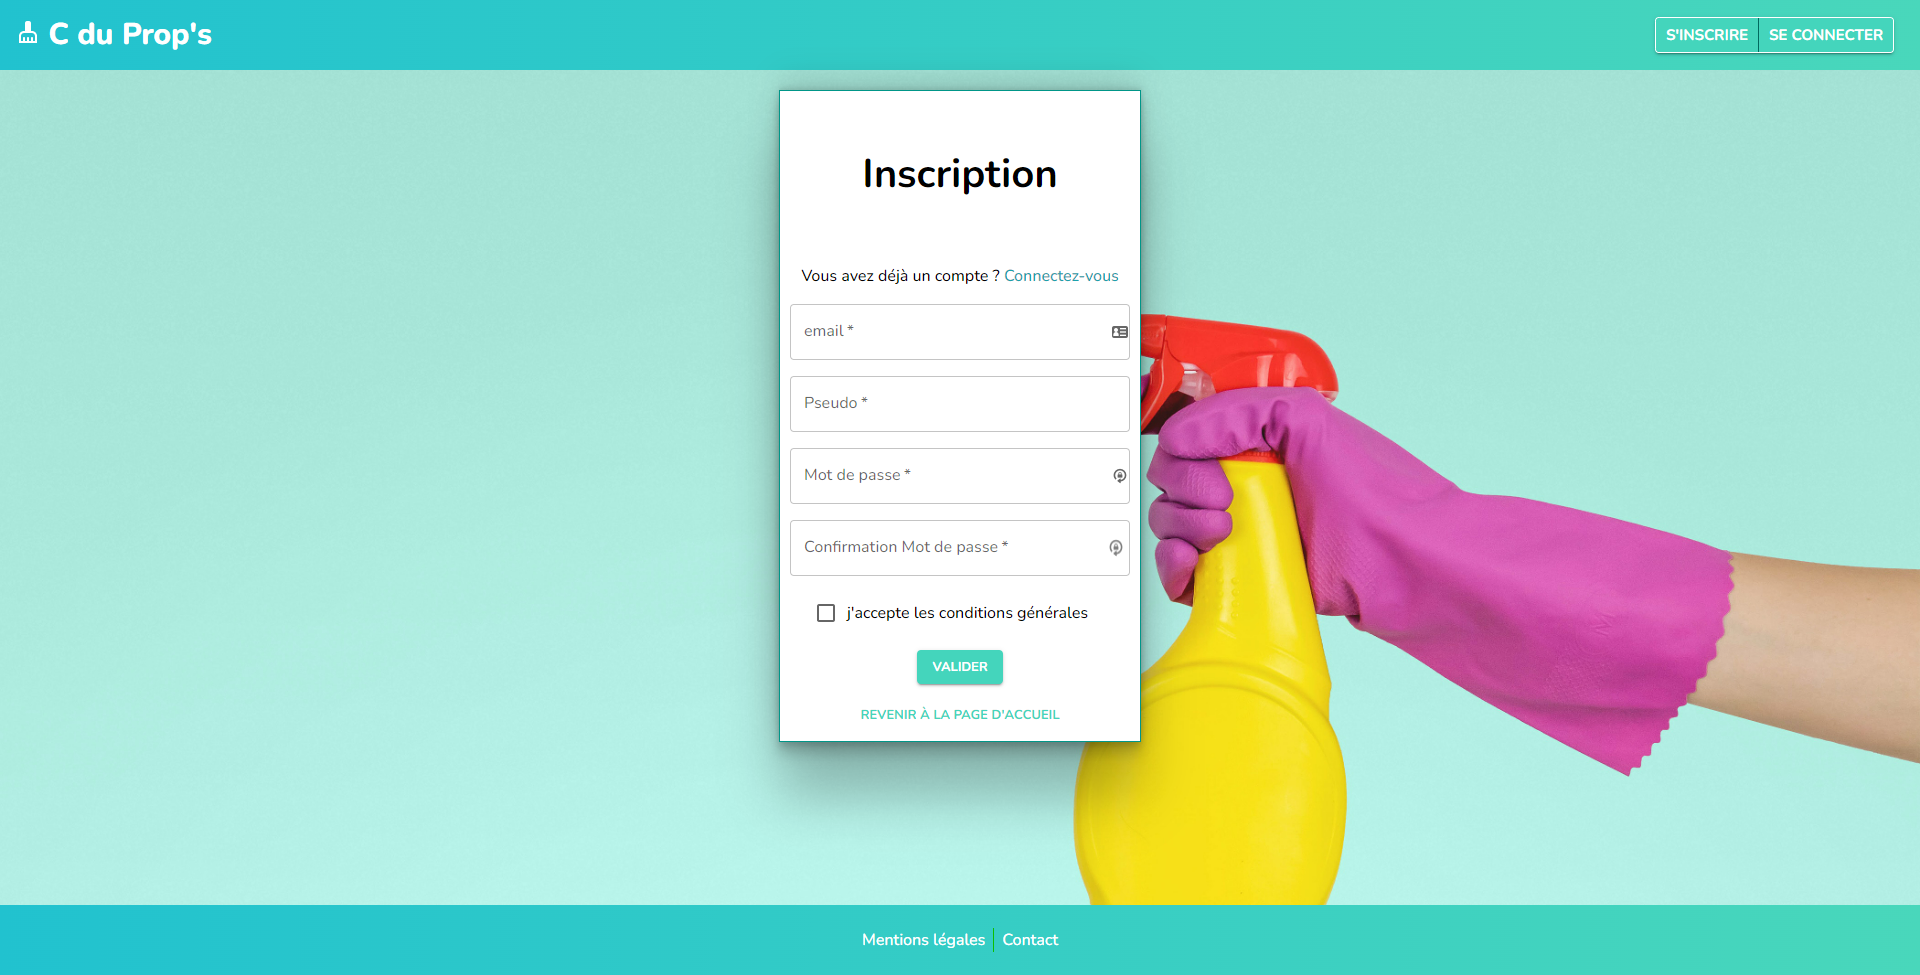 C du Prop's
S'INSCRIRE
SE CONNECTER
Inscription
Vous avez déjà un compte ? Connectez-vous
email *
Pseudo *
Mot de passe *
Confirmation Mot de passe *
j'accepte les conditions générales
VALIDER
REVENIR À LA PAGE D'ACCUEIL
Mentions légales
Contact